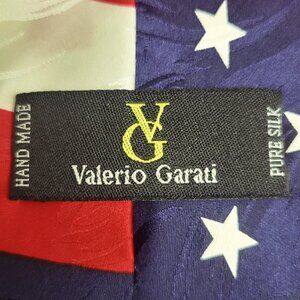 HAND MADE
VG
Valerio Garati
PURE SILK